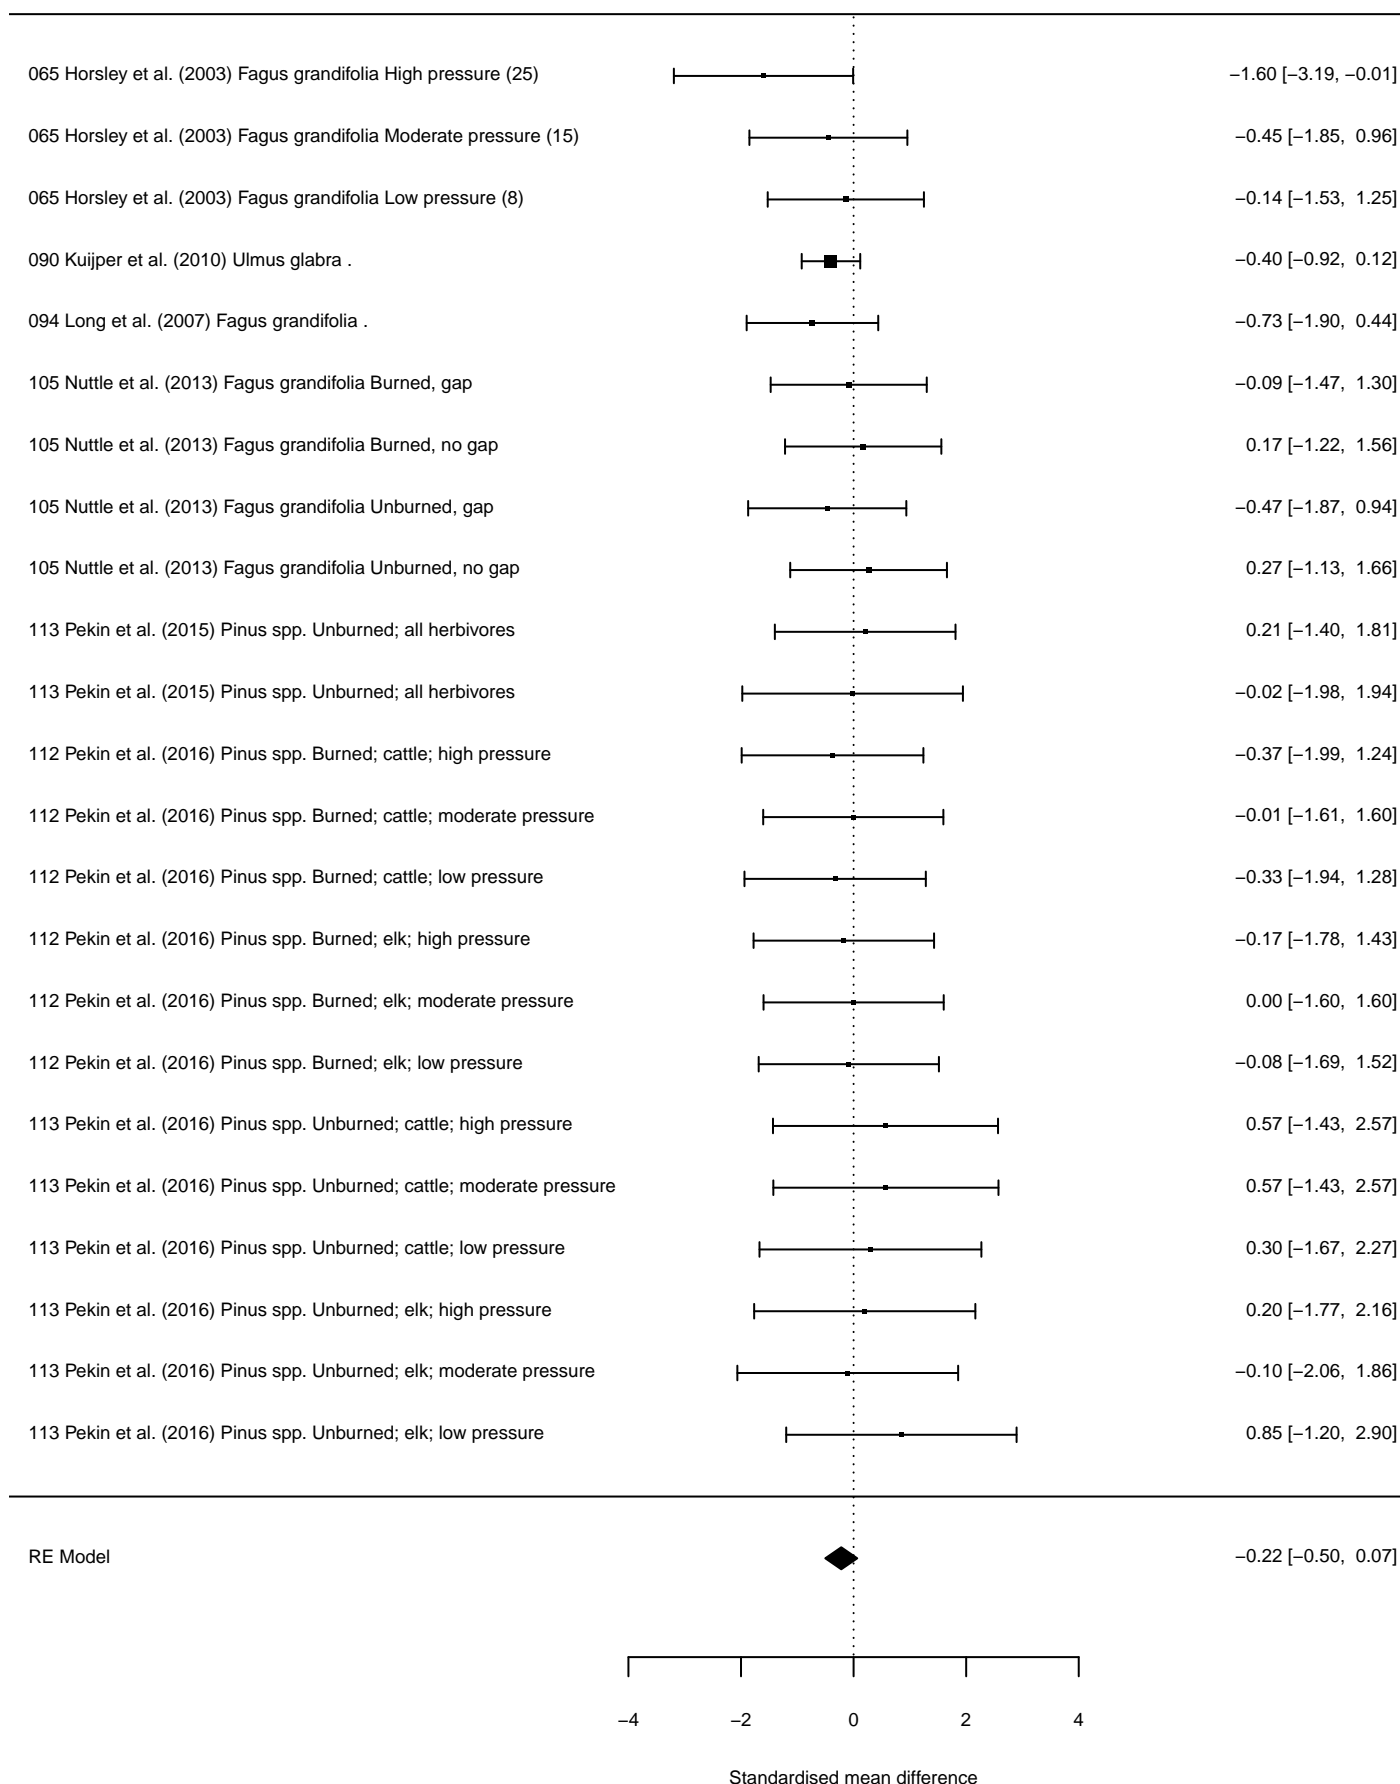 065 Horsley et al. (2003) Fagus grandifolia High pressure (25) −1.60 [−3.19, −0.01]
065 Horsley et al. (2003) Fagus grandifolia Moderate pressure (15) −0.45 [−1.85, 0.96]
065 Horsley et al. (2003) Fagus grandifolia Low pressure (8) −0.14 [−1.53, 1.25]
090 Kuijper et al. (2010) Ulmus glabra . −0.40 [−0.92, 0.12]
094 Long et al. (2007) Fagus grandifolia . −0.73 [−1.90, 0.44]
105 Nuttle et al. (2013) Fagus grandifolia Burned, gap −0.09 [−1.47, 1.30]
105 Nuttle et al. (2013) Fagus grandifolia Burned, no gap 0.17 [−1.22, 1.56]
105 Nuttle et al. (2013) Fagus grandifolia Unburned, gap −0.47 [−1.87, 0.94]
105 Nuttle et al. (2013) Fagus grandifolia Unburned, no gap 0.27 [−1.13, 1.66]
113 Pekin et al. (2015) Pinus spp. Unburned; all herbivores 0.21 [−1.40, 1.81]
113 Pekin et al. (2015) Pinus spp. Unburned; all herbivores −0.02 [−1.98, 1.94]
112 Pekin et al. (2016) Pinus spp. Burned; cattle; high pressure −0.37 [−1.99, 1.24]
112 Pekin et al. (2016) Pinus spp. Burned; cattle; moderate pressure −0.01 [−1.61, 1.60]
112 Pekin et al. (2016) Pinus spp. Burned; cattle; low pressure −0.33 [−1.94, 1.28]
112 Pekin et al. (2016) Pinus spp. Burned; elk; high pressure −0.17 [−1.78, 1.43]
112 Pekin et al. (2016) Pinus spp. Burned; elk; moderate pressure 0.00 [−1.60, 1.60]
112 Pekin et al. (2016) Pinus spp. Burned; elk; low pressure −0.08 [−1.69, 1.52]
113 Pekin et al. (2016) Pinus spp. Unburned; cattle; high pressure 0.57 [−1.43, 2.57]
113 Pekin et al. (2016) Pinus spp. Unburned; cattle; moderate pressure 0.57 [−1.43, 2.57]
113 Pekin et al. (2016) Pinus spp. Unburned; cattle; low pressure 0.30 [−1.67, 2.27]
113 Pekin et al. (2016) Pinus spp. Unburned; elk; high pressure 0.20 [−1.77, 2.16]
113 Pekin et al. (2016) Pinus spp. Unburned; elk; moderate pressure −0.10 [−2.06, 1.86]
113 Pekin et al. (2016) Pinus spp. Unburned; elk; low pressure 0.85 [−1.20, 2.90]
RE Model −0.22 [−0.50, 0.07]
−4 −2 0 2 4
Standardised mean difference